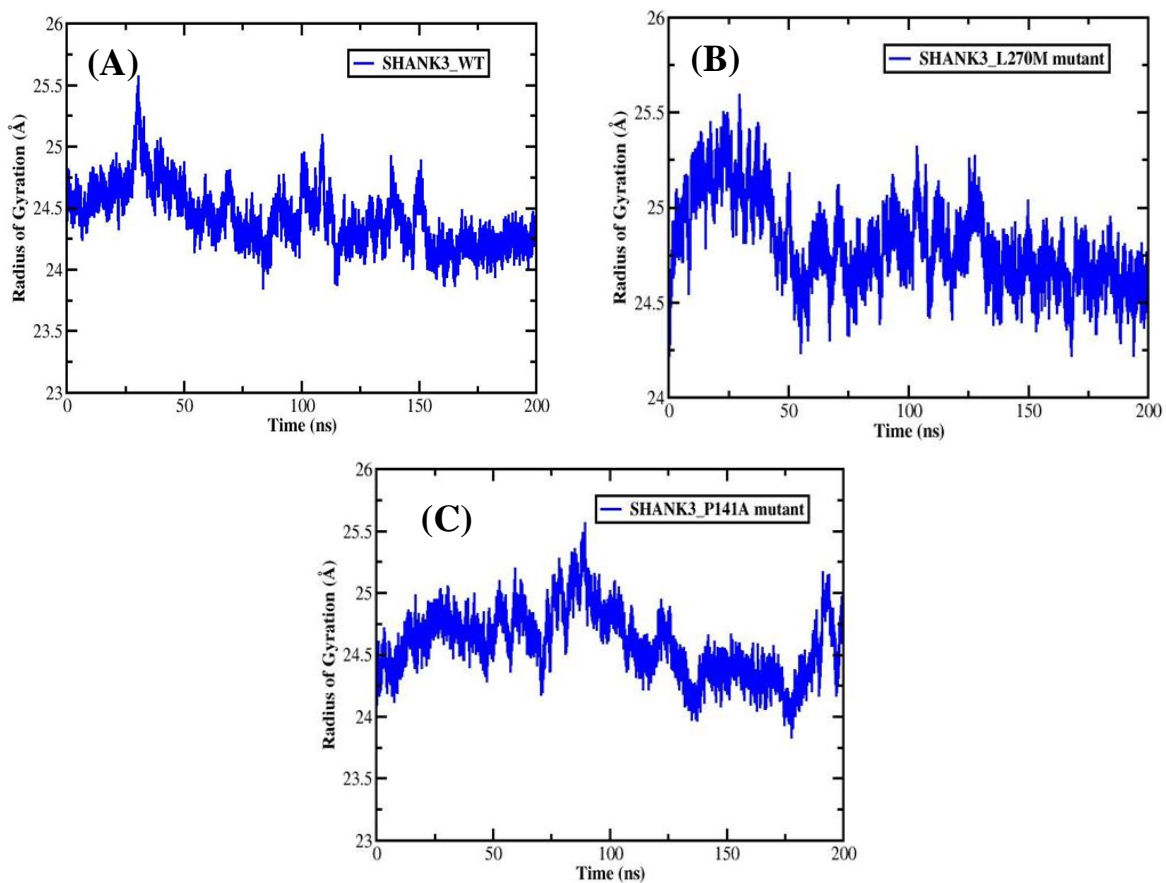 (A)
SHANK3_WT
Radius of Gyration (Å)
26
25.5
25
24.5
24
23.5
23
0
50
100
150
200
Time (ns)
(B)
SHANK3_L270M mutant
Radius of Gyration (Å)
26
25.5
25
24.5
24
0
50
100
150
200
Time (ns)
(C)
SHANK3_P141A mutant
Radius of Gyration (Å)
26
25.5
25
24.5
24
23.5
23
0
50
100
150
200
Time (ns)